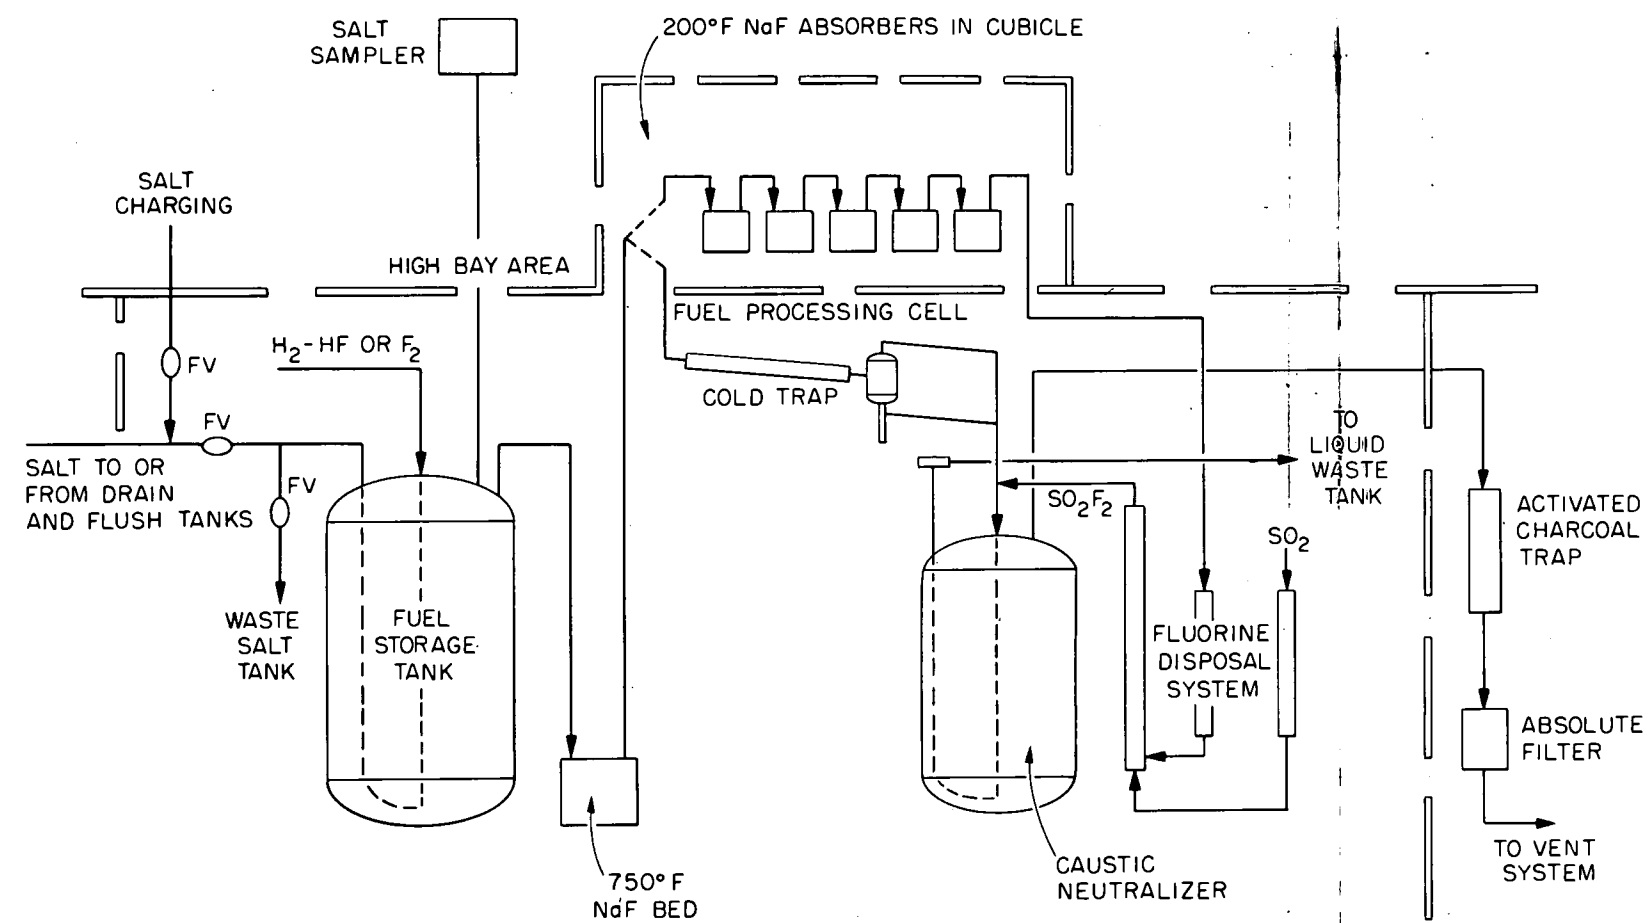 SALT
SAMPLER
200°F NaF ABSORBERS IN CUBICLE
SALT
CHARGING
HIGH BAY AREA
FUEL PROCESSING CELL
H2-HF OR F2
FV
COLD TRAP
FV
SALT TO OR
FROM DRAIN
AND FLUSH TANKS
FV
TO
LIQUID
WASTE
TANK
SO2F2
SO2
ACTIVATED
CHARCOAL
TRAP
WASTE
SALT
TANK
FUEL
STORAGE
TANK
FLUORINE
DISPOSAL
SYSTEM
ABSOLUTE
FILTER
TO VENT
SYSTEM
CAUSTIC
NEUTRALIZER
750°F
NaF BED